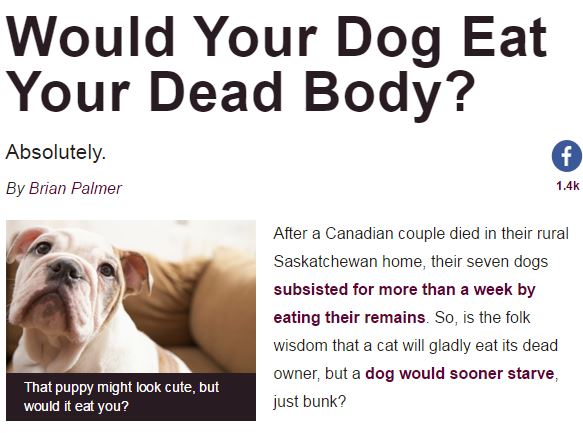 Would Your Dog Eat
Your Dead Body?
Absolutely.
By Brian Palmer
f
1.4k
That puppy might look cute, but
would it eat you?
After a Canadian couple died in their rural
Saskatchewan home, their seven dogs
subsisted for more than a week by
eating their remains. So, is the folk
wisdom that a cat will gladly eat its dead
owner, but a dog would sooner starve,
just bunk?